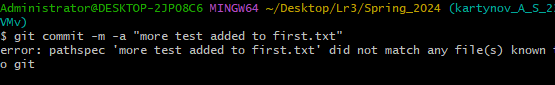 Administrator@DESKTOP-2JPO8C6 MINGW64 ~/Desktop/Lr3/Spring_2024 (kartynov_A_S_2
VMv)
$ git commit -m -a "more test added to first.txt"
error: pathspec 'more test added to first.txt' did not match any file(s) known
o git